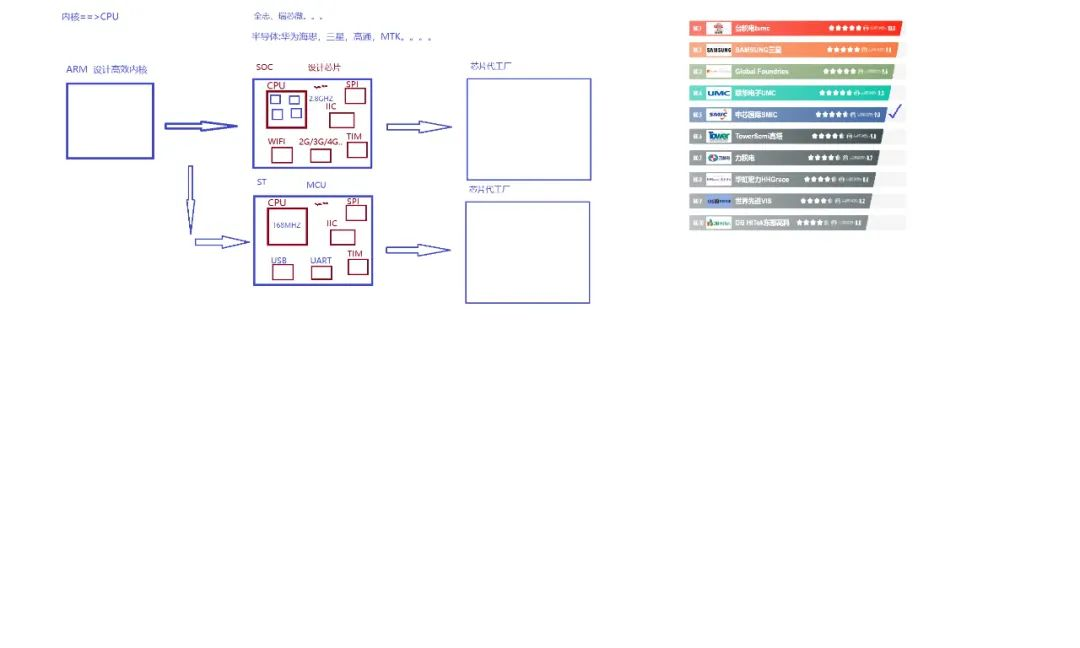 内核==>CPU
全志、瑞芯微。。。
半导体:华为海思，三星，高通，MTK。。。。
ARM 设计高效内核
SOC 设计芯片
CPU
SPI
2.8GHZ
IIC
WIFI 2G/3G/4G.. TIM
芯片代工厂
ST MCU
CPU
SPI
168MHZ
IIC
USB UART TIM
芯片代工厂
台积电tsmc
SAMSUNG SAMSUNG三星
Global Foundries
UMC 联华电子UMC
SMIC 中芯国际SMIC
Tower TowerSemi高塔
力积电
华虹宏力HHGrace
世界先进VIS
DB HiTek东部高科